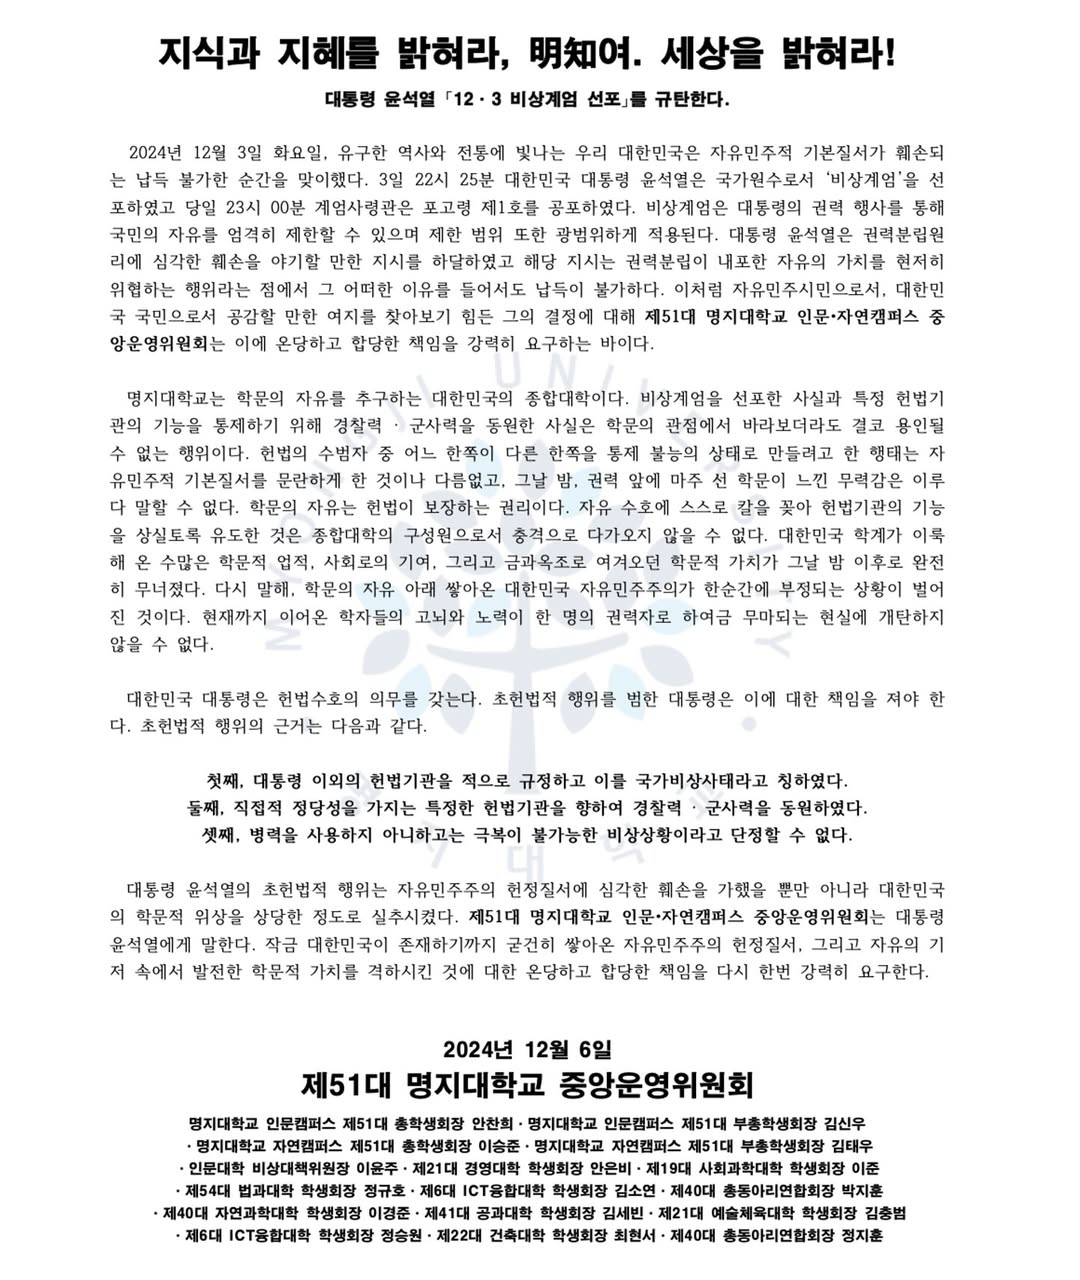 지식과 지혜를 밝혀라, 明知여. 세상을 밝혀라!
대통령 윤석열 「12·3 비상계엄 선포」를 규탄한다.
2024년 12월 3일 화요일, 유구한 역사와 전통에 빛나는 우리 대한민국은 자유민주적 기본질서가 훼손되
는 납득 불가한 순간을 맞이했다. 3일 22시 25분 대한민국 대통령 윤석열은 국가원수로서 '비상계엄'을 선
포하였고 당일 23시 00분 계엄사령관은 포고령 제1호를 공포하였다. 비상계엄은 대통령의 권력 행사를 통해
국민의 자유를 엄격히 제한할 수 있으며 제한 범위 또한 광범위하게 적용된다. 대통령 윤석열은 권력분립원
리에 심각한 훼손을 야기할 만한 지시를 하달하였고 해당 지시는 권력분립이 내포한 자유의 가치를 현저히
위협하는 행위라는 점에서 그 어떠한 이유를 들어서도 납득이 불가하다. 이처럼 자유민주시민으로서, 대한민
국 국민으로서 공감할 만한 여지를 찾아보기 힘든 그의 결정에 대해 제51대 명지대학교 인문•자연캠퍼스 중
앙운영위원회는 이에 온당하고 합당한 책임을 강력히 요구하는 바이다.
명지대학교는 학문의 자유를 추구하는 대한민국의 종합대학이다. 비상계엄을 선포한 사실과 특정 헌법기
관의 기능을 통제하기 위해 경찰력 · 군사력을 동원한 사실은 학문의 관점에서 바라보더라도 결코 용인될
수 없는 행위이다. 헌법의 수범자 중 어느 한쪽이 다른 한쪽을 통제 불능의 상태로 만들려고 한 행태는 자
유민주적 기본질서를 문란하게 한 것이나 다름없고, 그날 밤, 권력 앞에 마주 선 학문이 느낀 무력감은 이루
다 말할 수 없다. 학문의 자유는 헌법이 보장하는 권리이다. 자유 수호에 스스로 칼을 꽂아 헌법기관의 기능
을 상실토록 유도한 것은 종합대학의 구성원으로서 충격으로 다가오지 않을 수 없다. 대한민국 학계가 이룩
해 온 수많은 학문적 업적, 사회로의 기여, 그리고 금과옥조로 여겨오던 학문적 가치가 그날 밤 이후로 완전
히 무너졌다. 다시 말해, 학문의 자유 아래 쌓아온 대한민국 자유민주주의가 한순간에 부정되는 상황이 벌어
진 것이다. 현재까지 이어온 학자들의 고뇌와 노력이 한 명의 권력자로 하여금 무마되는 현실에 개탄하지
않을 수 없다.
대한민국 대통령은 헌법수호의 의무를 갖는다. 초헌법적 행위를 범한 대통령은 이에 대한 책임을 져야 한
다. 초헌법적 행위의 근거는 다음과 같다.
첫째, 대통령 이외의 헌법기관을 적으로 규정하고 이를 국가비상사태라고 칭하였다.
둘째, 직접적 정당성을 가지는 특정한 헌법기관을 향하여 경찰력 · 군사력을 동원하였다.
셋째, 병력을 사용하지 아니하고는 극복이 불가능한 비상상황이라고 단정할 수 없다.
대통령 윤석열의 초헌법적 행위는 자유민주주의 헌정질서에 심각한 훼손을 가했을 뿐만 아니라 대한민국
의 학문적 위상을 상당한 정도로 실추시켰다. 제51대 명지대학교 인문•자연캠퍼스 중앙운영위원회는 대통령
윤석열에게 말한다. 작금 대한민국이 존재하기까지 굳건히 쌓아온 자유민주주의 헌정질서, 그리고 자유의 기
저 속에서 발전한 학문적 가치를 격하시킨 것에 대한 온당하고 합당한 책임을 다시 한번 강력히 요구한다.
2024년 12월 6일
제51대 명지대학교 중앙운영위원회
명지대학교 인문캠퍼스 제51대 총학생회장 안찬희 · 명지대학교 인문캠퍼스 제51대 부총학생회장 김신우
· 명지대학교 자연캠퍼스 제51대 총학생회장 이승준 · 명지대학교 자연캠퍼스 제51대 부총학생회장 김태우
· 인문대학 비상대책위원장 이윤주 · 제21대 경영대학 학생회장 안은비 · 제19대 사회과학대학 학생회장 이준
· 제54대 법과대학 학생회장 정규호 · 제6대 ICT융합대학 학생회장 김소연 · 제40대 총동아리연합회장 박지훈
· 제40대 자연과학대학 학생회장 이경준 · 제41대 공과대학 학생회장 김세빈 · 제21대 예술체육대학 학생회장 김충범
· 제6대 ICT융합대학 학생회장 정승원 · 제22대 건축대학 학생회장 최현서 · 제40대 총동아리연합회장 정지훈
MYONGJI UNIVERSITY
명지대학교